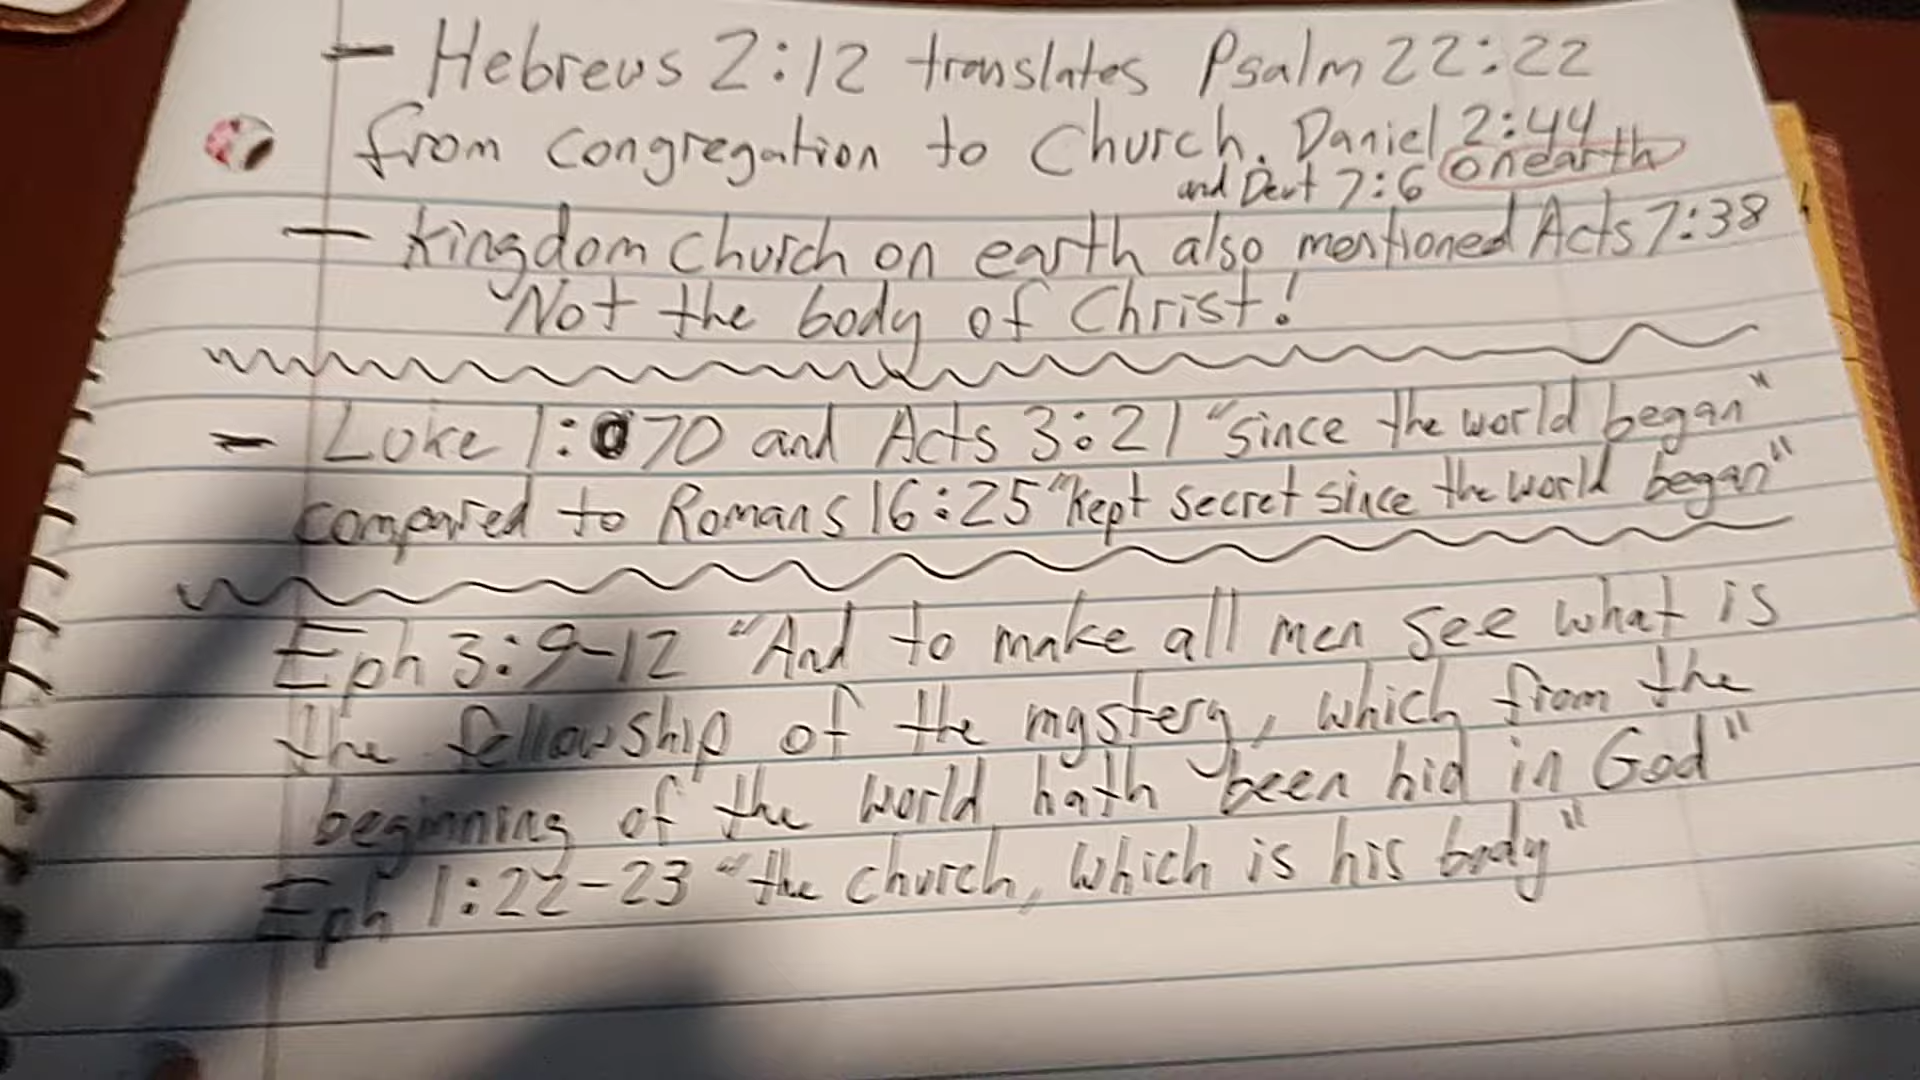 - Hebrews 2:12 translates Psalm 22:22
from congregation to Church. Daniel 2:44
and Deut 7:6 on earth
- Kingdom Church on earth also mentioned Acts 7:38
Not the body of Christ!
- Luke 1:70 and Acts 3:21 "since the world began"
compared to Romans 16:25 "kept secret since the world began"
Eph 3:9-12 "And to make all men see what is
the fellowship of the mystery, which from the
beginning of the world hath been hid in God"
Eph 1:22-23 "the church, which is his body"